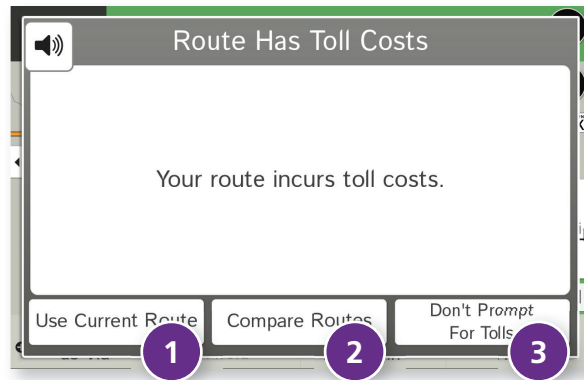 Route Has Toll Costs
Your route incurs toll costs.
Use Current Route
Compare Routes
Don't Prompt
For Tolls
1
2
3